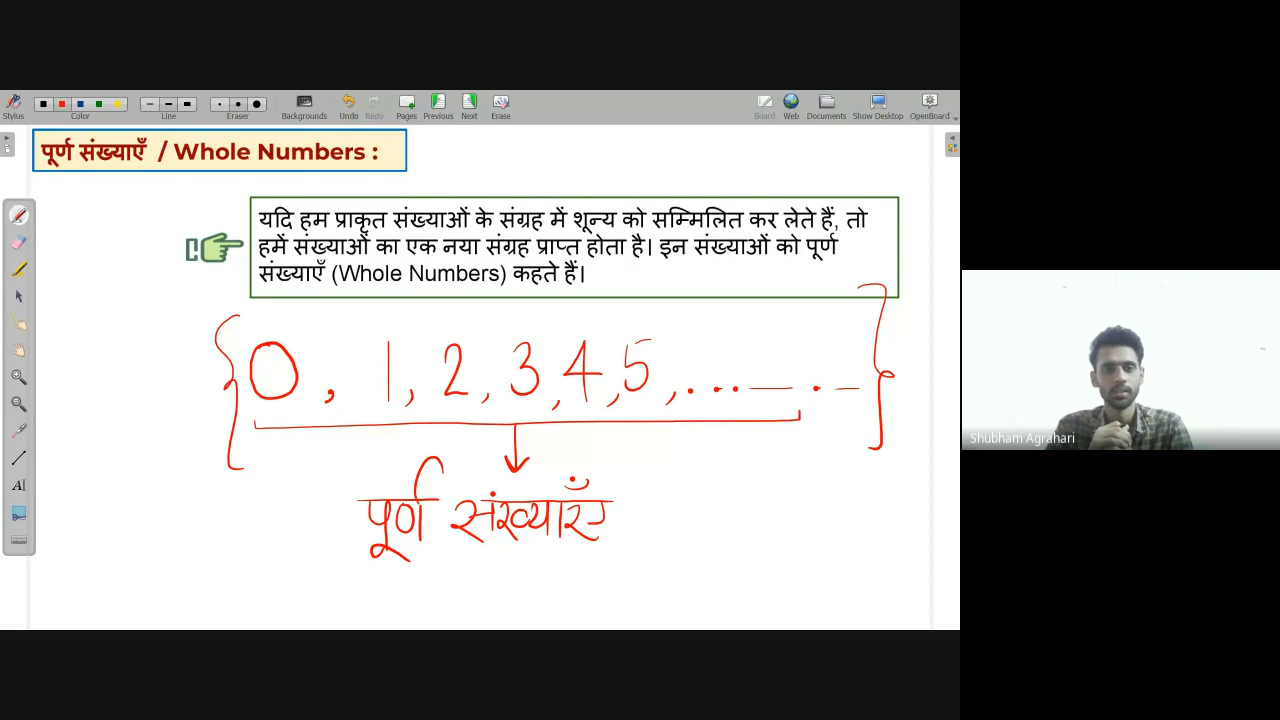 Stylus
Color
Line
Eraser
Backgrounds
Undo
Redo
Pages
Previous
Next
Erase
Board
Web
Documents
Show Desktop
OpenBoard
पूर्ण संख्याएँ / Whole Numbers :
यदि हम प्राकृत संख्याओं के संग्रह में शून्य को सम्मिलित कर लेते हैं, तो
हमें संख्याओं का एक नया संग्रह प्राप्त होता है। इन संख्याओं को पूर्ण
संख्याएँ (Whole Numbers) कहते हैं।
{ 0, 1, 2, 3, 4, 5, ... __ . _ }
पूर्ण संख्याएँ
Shubham Agrahari